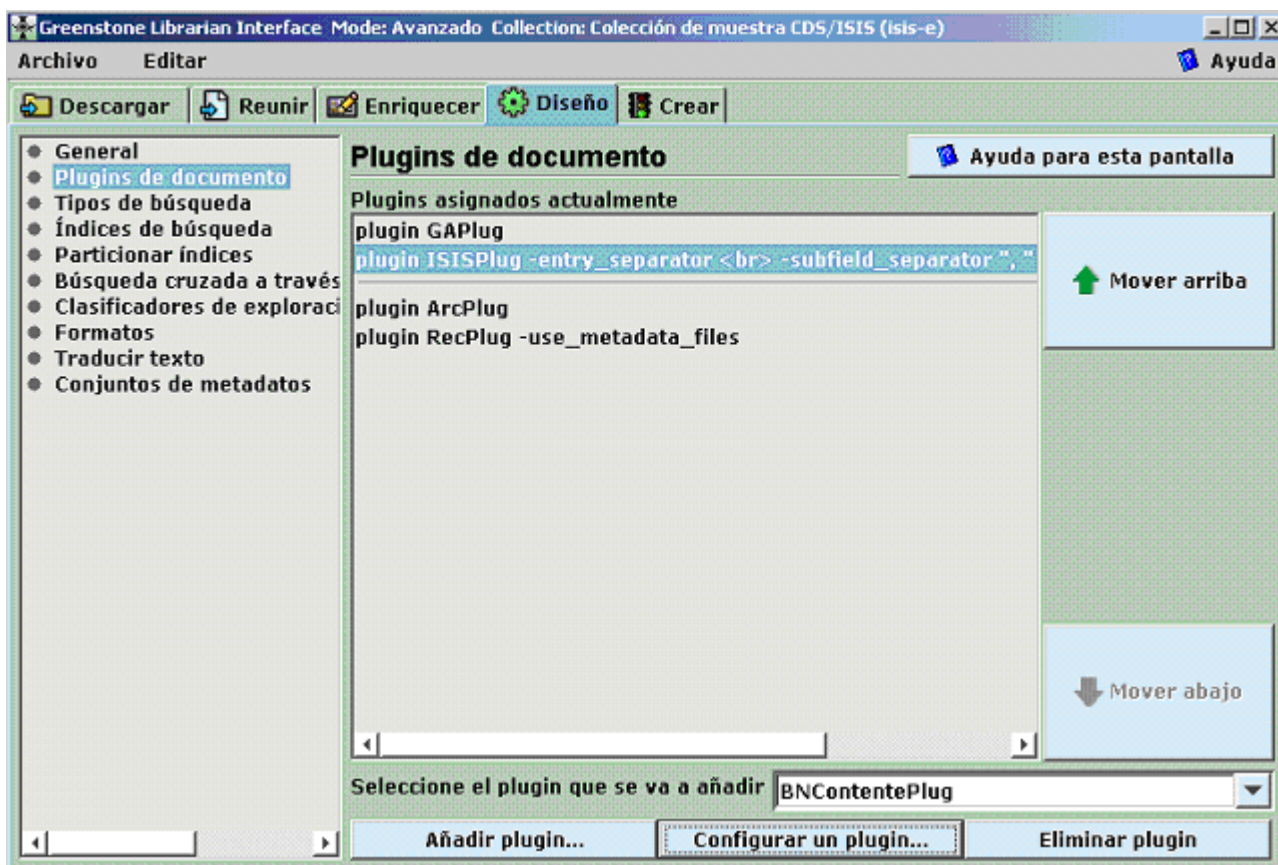 Greenstone Librarian Interface Mode: Avanzado Collection: Colección de muestra CDS/ISIS (isis-e)
Archivo Editar Ayuda
Descargar Reunir Enriquecer Diseño Crear
General
Plugins de documento
Tipos de búsqueda
Índices de búsqueda
Particionar índices
Búsqueda cruzada a través
Clasificadores de exploraci
Formatos
Traducir texto
Conjuntos de metadatos
Plugins de documento
Ayuda para esta pantalla
Plugins asignados actualmente
plugin GAPlug
plugin ISISPlug -entry_separator <br> -subfield_separator ", "
plugin ArcPlug
plugin RecPlug -use_metadata_files
Mover arriba
Mover abajo
Seleccione el plugin que se va a añadir BNContentePlug
Añadir plugin... Configurar un plugin... Eliminar plugin